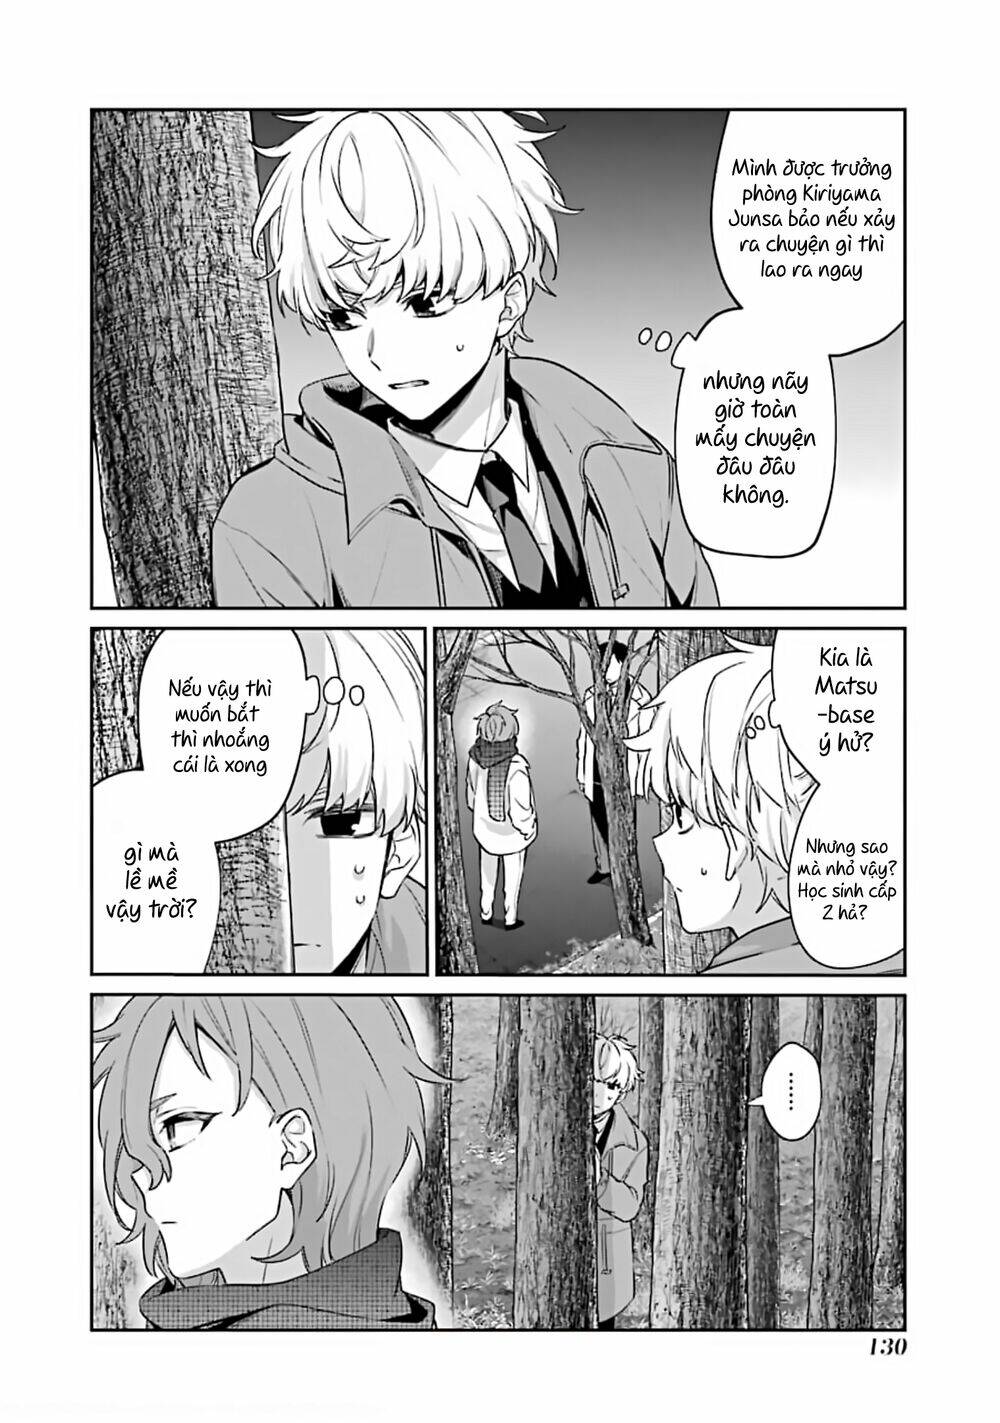 Mình được trưởng
phòng Kiriyama
Junsa bảo nếu xảy
ra chuyện gì thì
lao ra ngay
nhưng nãy
giờ toàn
mấy chuyện
đâu đâu
không.
Kia là
Matsu
-base
ý hử?
Nhưng sao
mà nhỏ vậy?
Học sinh cấp
2 hả?
Nếu vậy thì
muốn bắt
thì nhoắng
cái là xong
gì mà
lề mề
vậy trời?
........
130